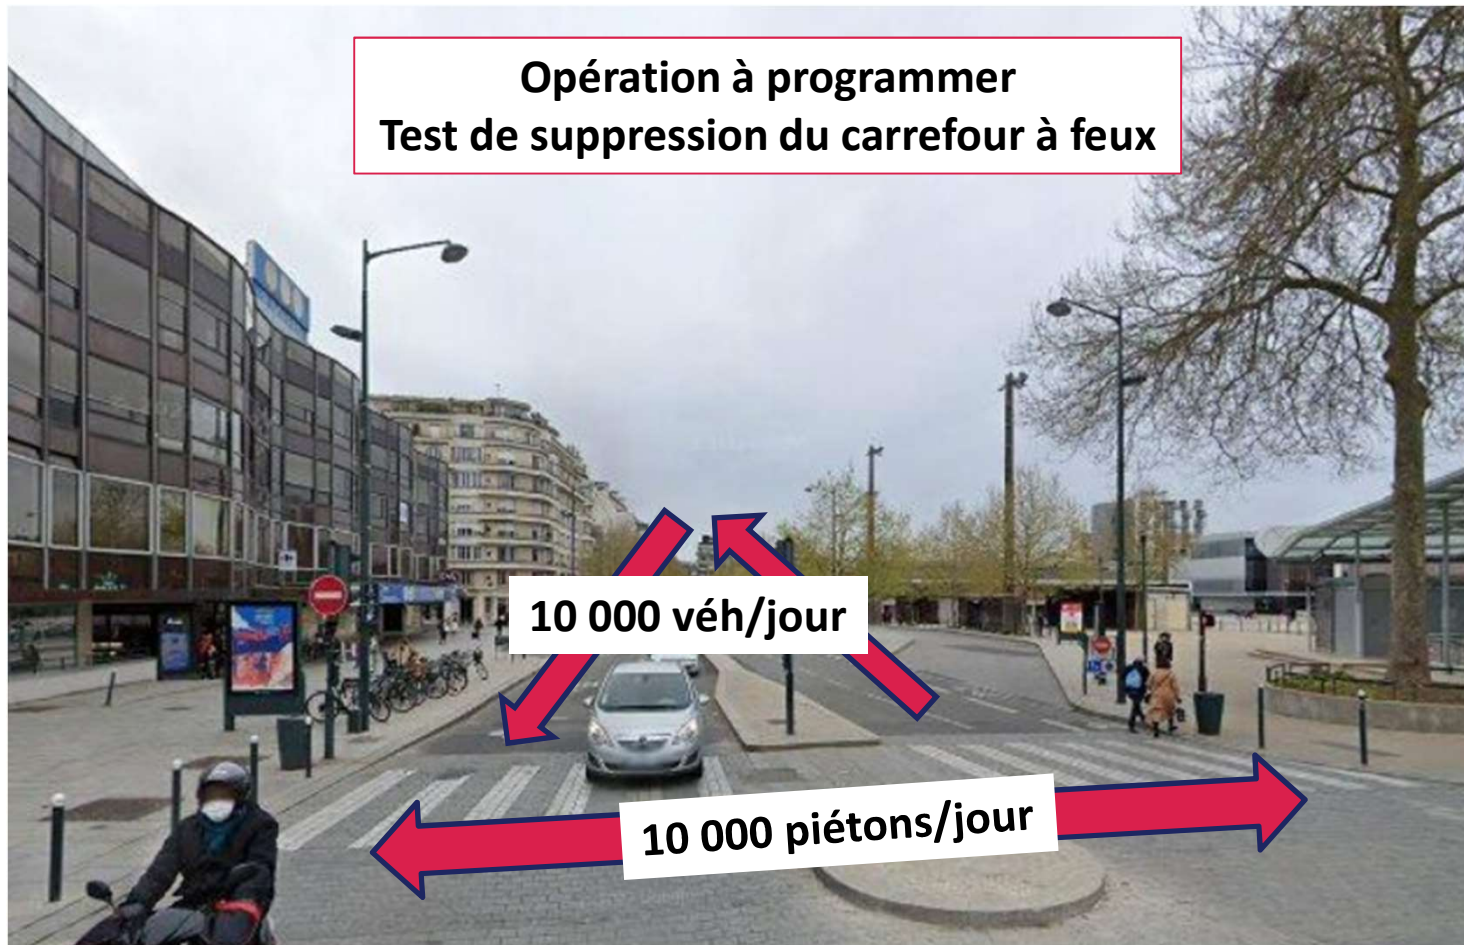 Opération à programmer
Test de suppression du carrefour à feux
10 000 véh/jour
10 000 piétons/jour